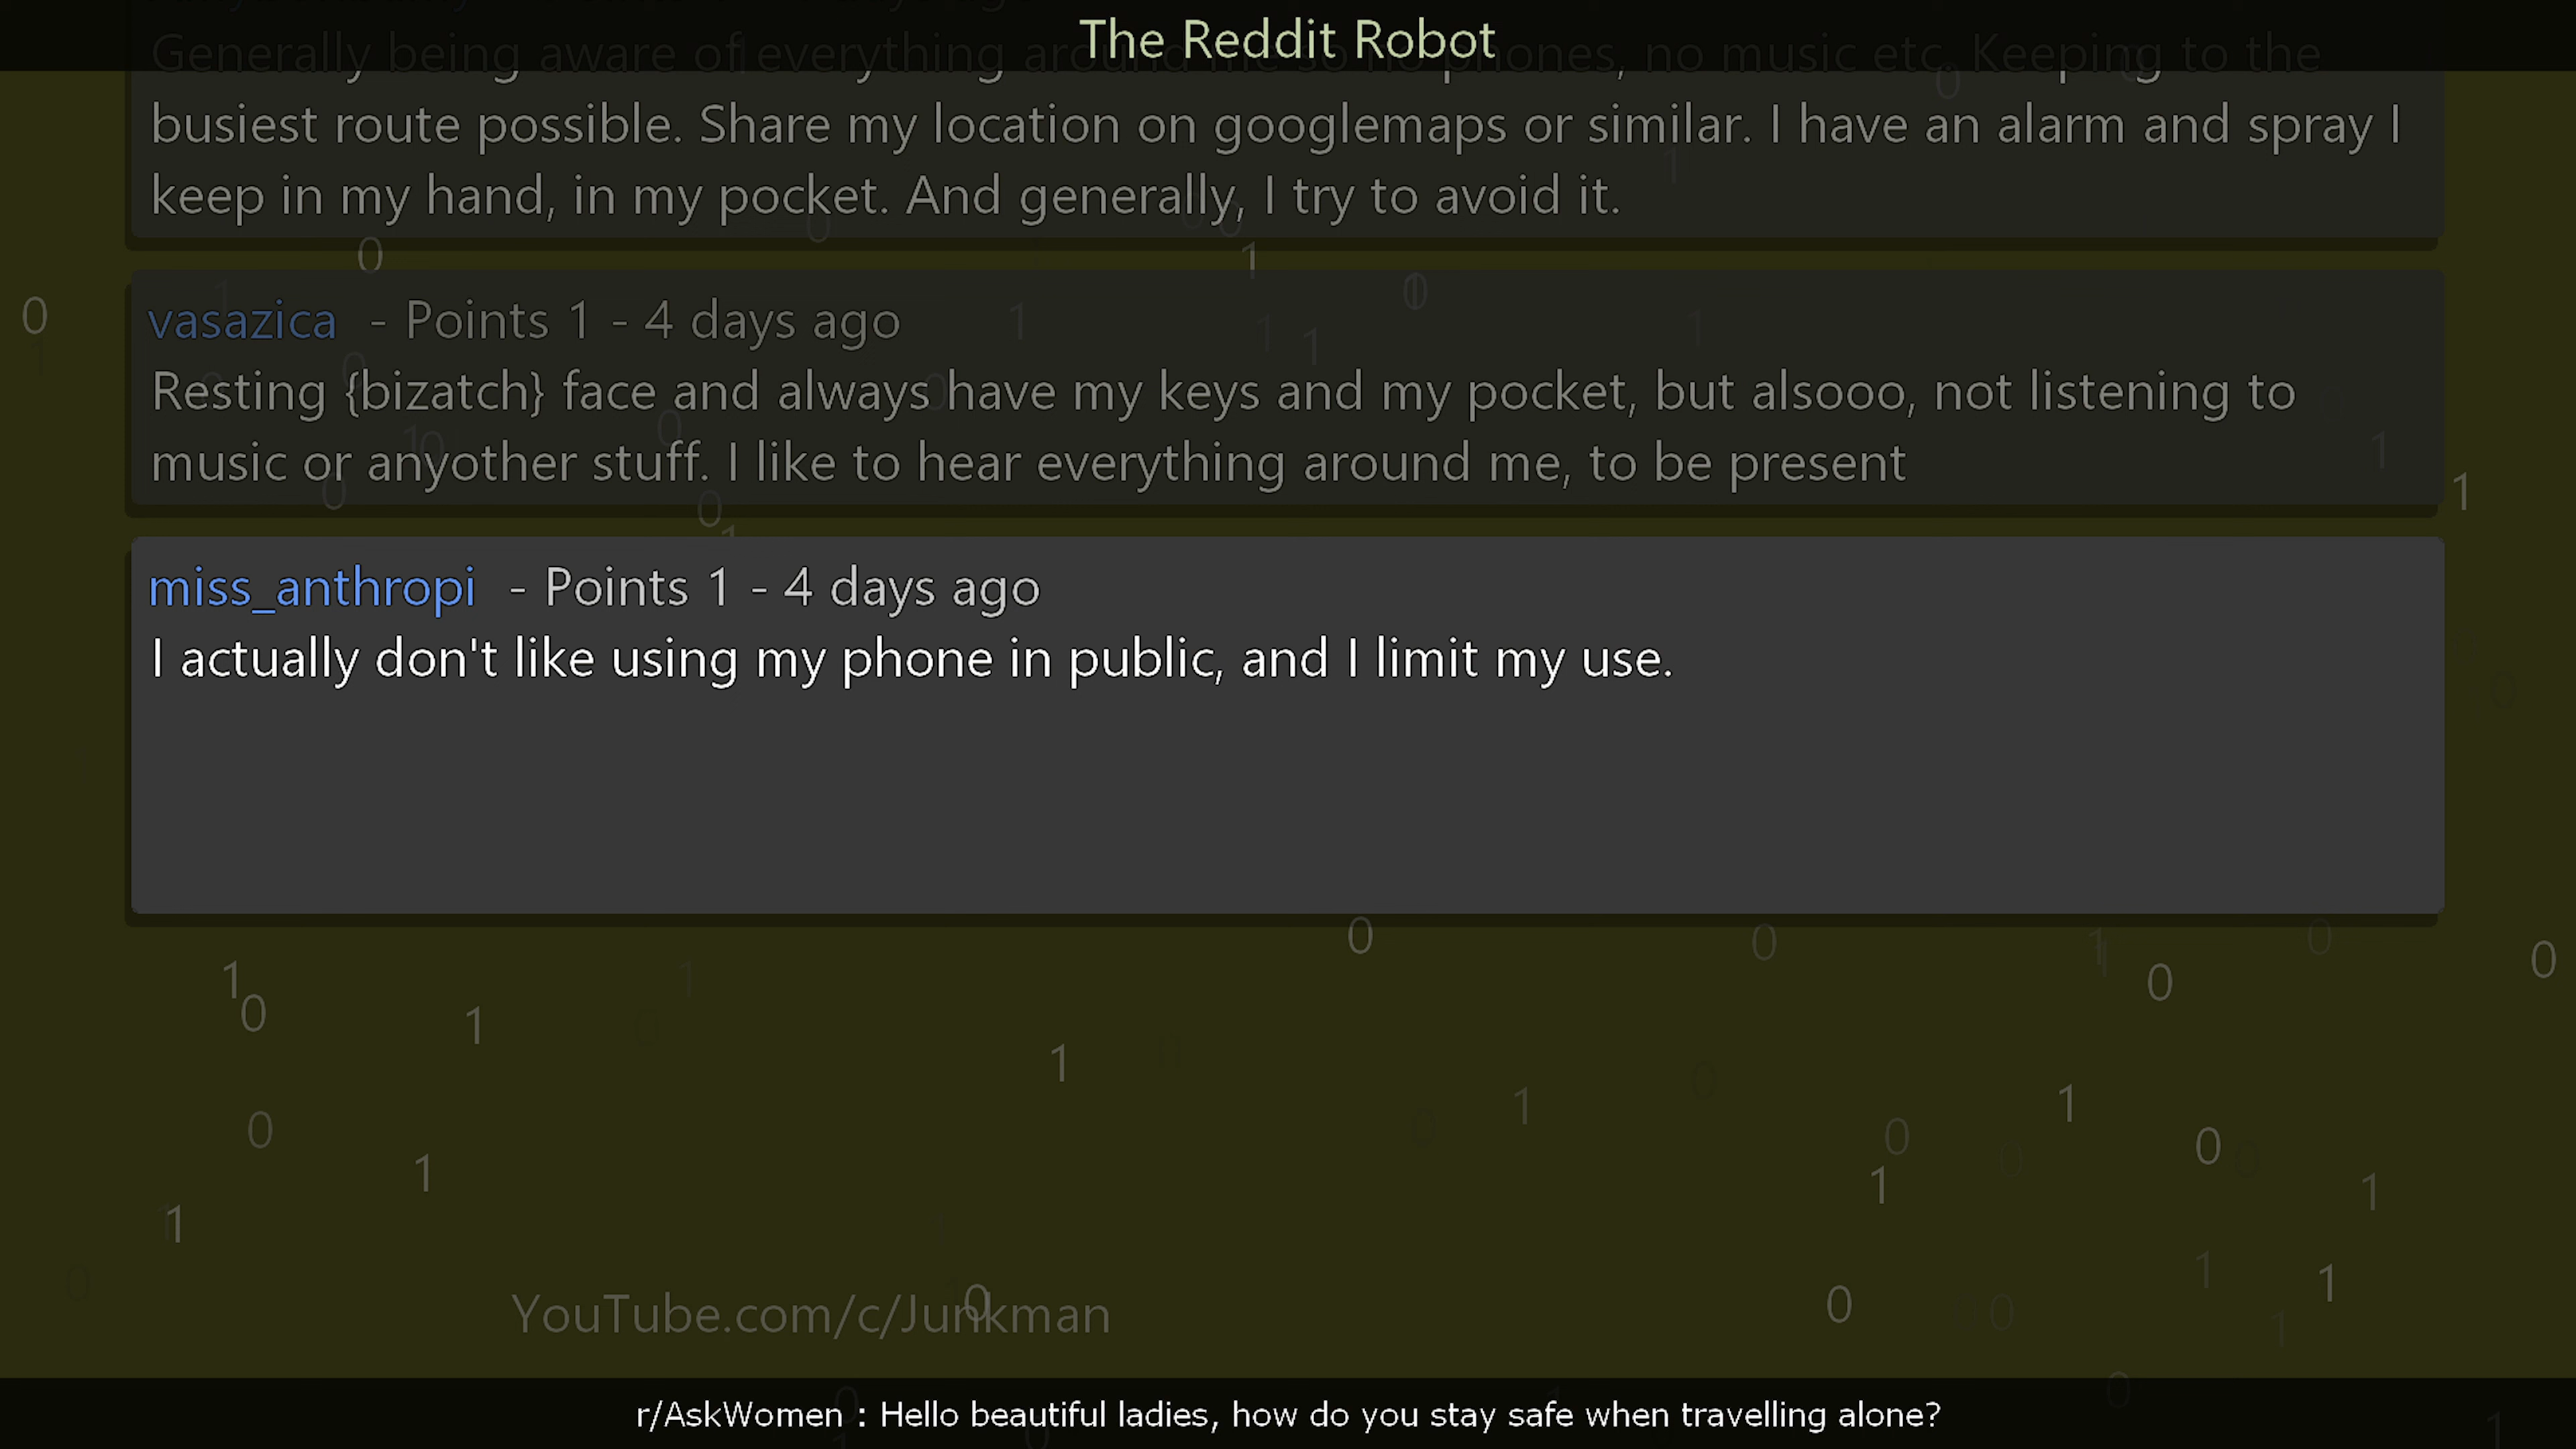 The Reddit Robot
Generally being aware of everything around me so no phones, no music etc. Keeping to the
busiest route possible. Share my location on googlemaps or similar. I have an alarm and spray I
keep in my hand, in my pocket. And generally, I try to avoid it.
vasazica - Points 1 - 4 days ago
Resting {bizatch} face and always have my keys and my pocket, but alsooo, not listening to
music or anyother stuff. I like to hear everything around me, to be present
miss_anthropi - Points 1 - 4 days ago
I actually don't like using my phone in public, and I limit my use.
YouTube.com/c/Junkman
r/AskWomen : Hello beautiful ladies, how do you stay safe when travelling alone?